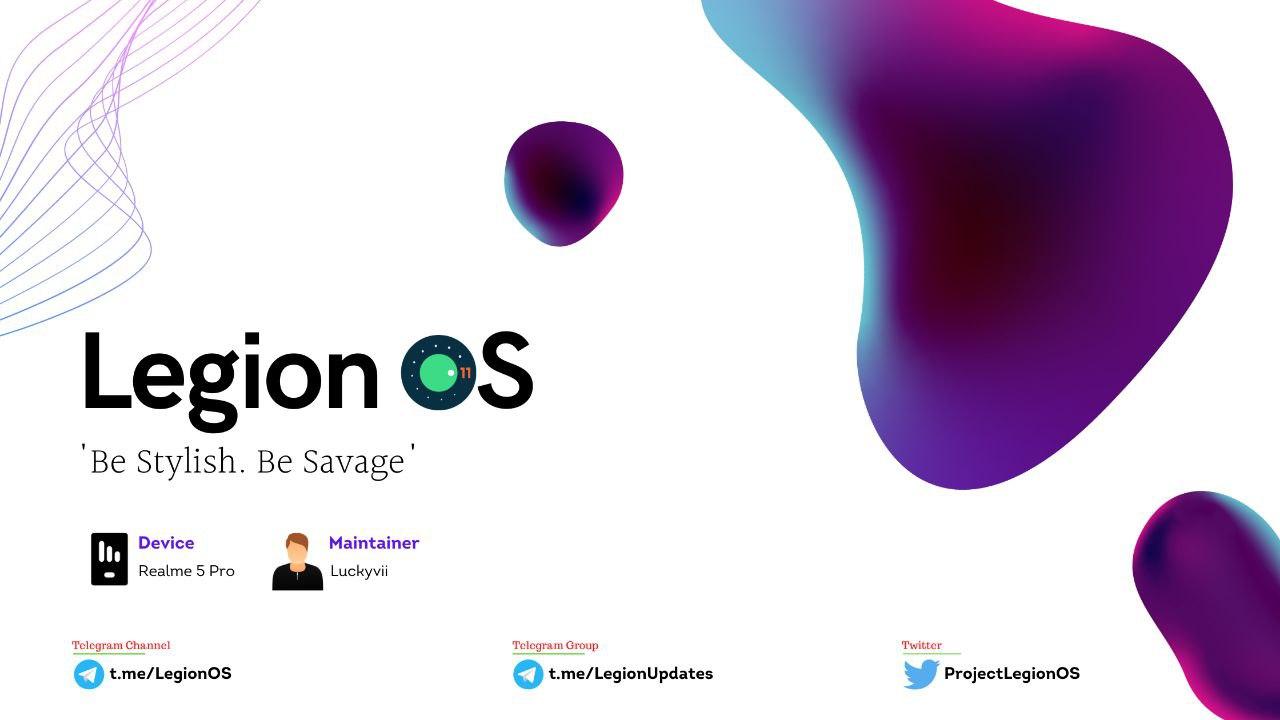 Legion OS
11
'Be Stylish. Be Savage'
Device
Realme 5 Pro
Maintainer
Luckyvii
Telegram Channel
t.me/LegionOS
Telegram Group
t.me/LegionUpdates
Twitter
ProjectLegionOS